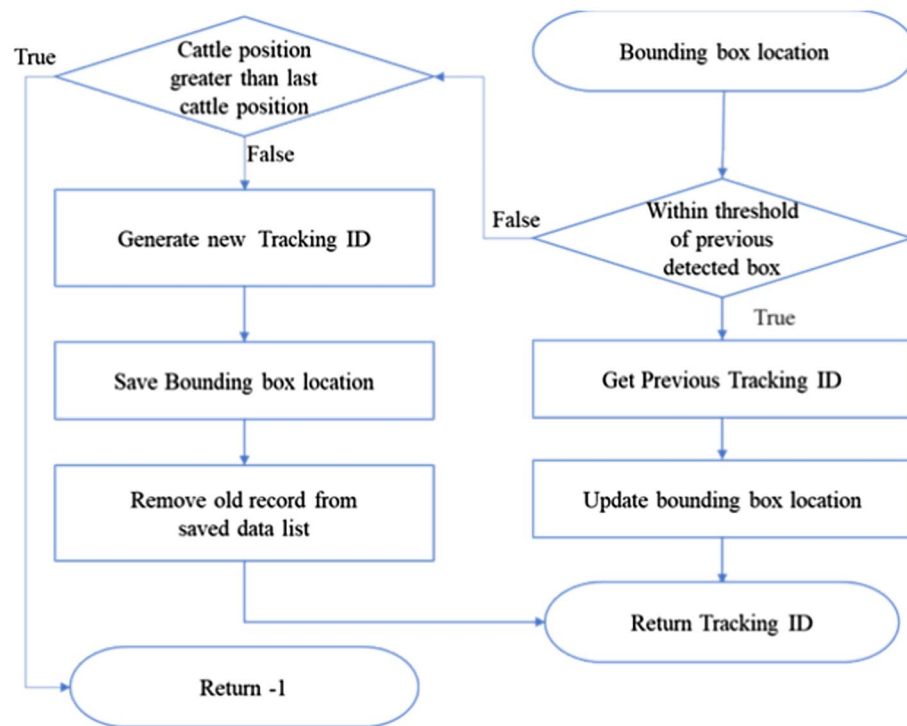 True
Cattle position
greater than last
cattle position
False
Generate new Tracking ID
Save Bounding box location
Remove old record from
saved data list
Return -1
Bounding box location
False
Within threshold
of previous
detected box
True
Get Previous Tracking ID
Update bounding box location
Return Tracking ID